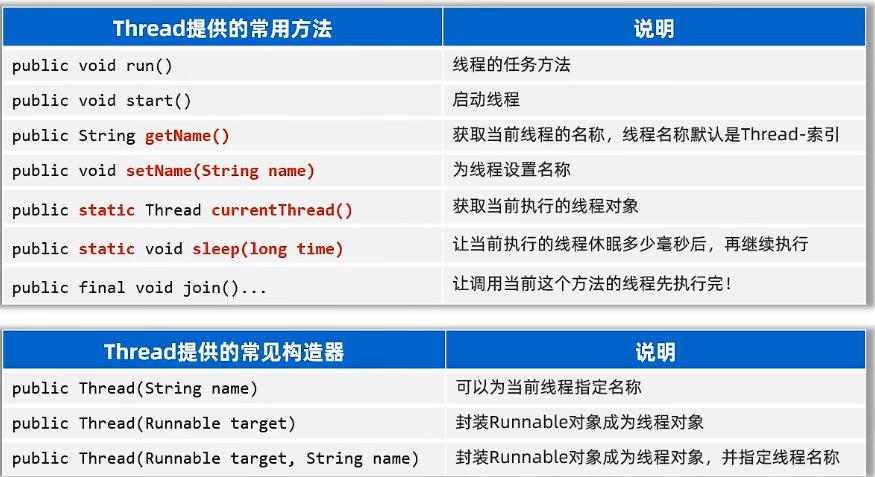 Thread提供的常用方法 说明
public void run() 线程的任务方法
public void start() 启动线程
public String getName() 获取当前线程的名称，线程名称默认是Thread-索引
public void setName(String name) 为线程设置名称
public static Thread currentThread() 获取当前执行的线程对象
public static void sleep(long time) 让当前执行的线程休眠多少毫秒后，再继续执行
public final void join()... 让调用当前这个方法的线程先执行完！
Thread提供的常见构造器 说明
public Thread(String name) 可以为当前线程指定名称
public Thread(Runnable target) 封装Runnable对象成为线程对象
public Thread(Runnable target, String name) 封装Runnable对象成为线程对象，并指定线程名称